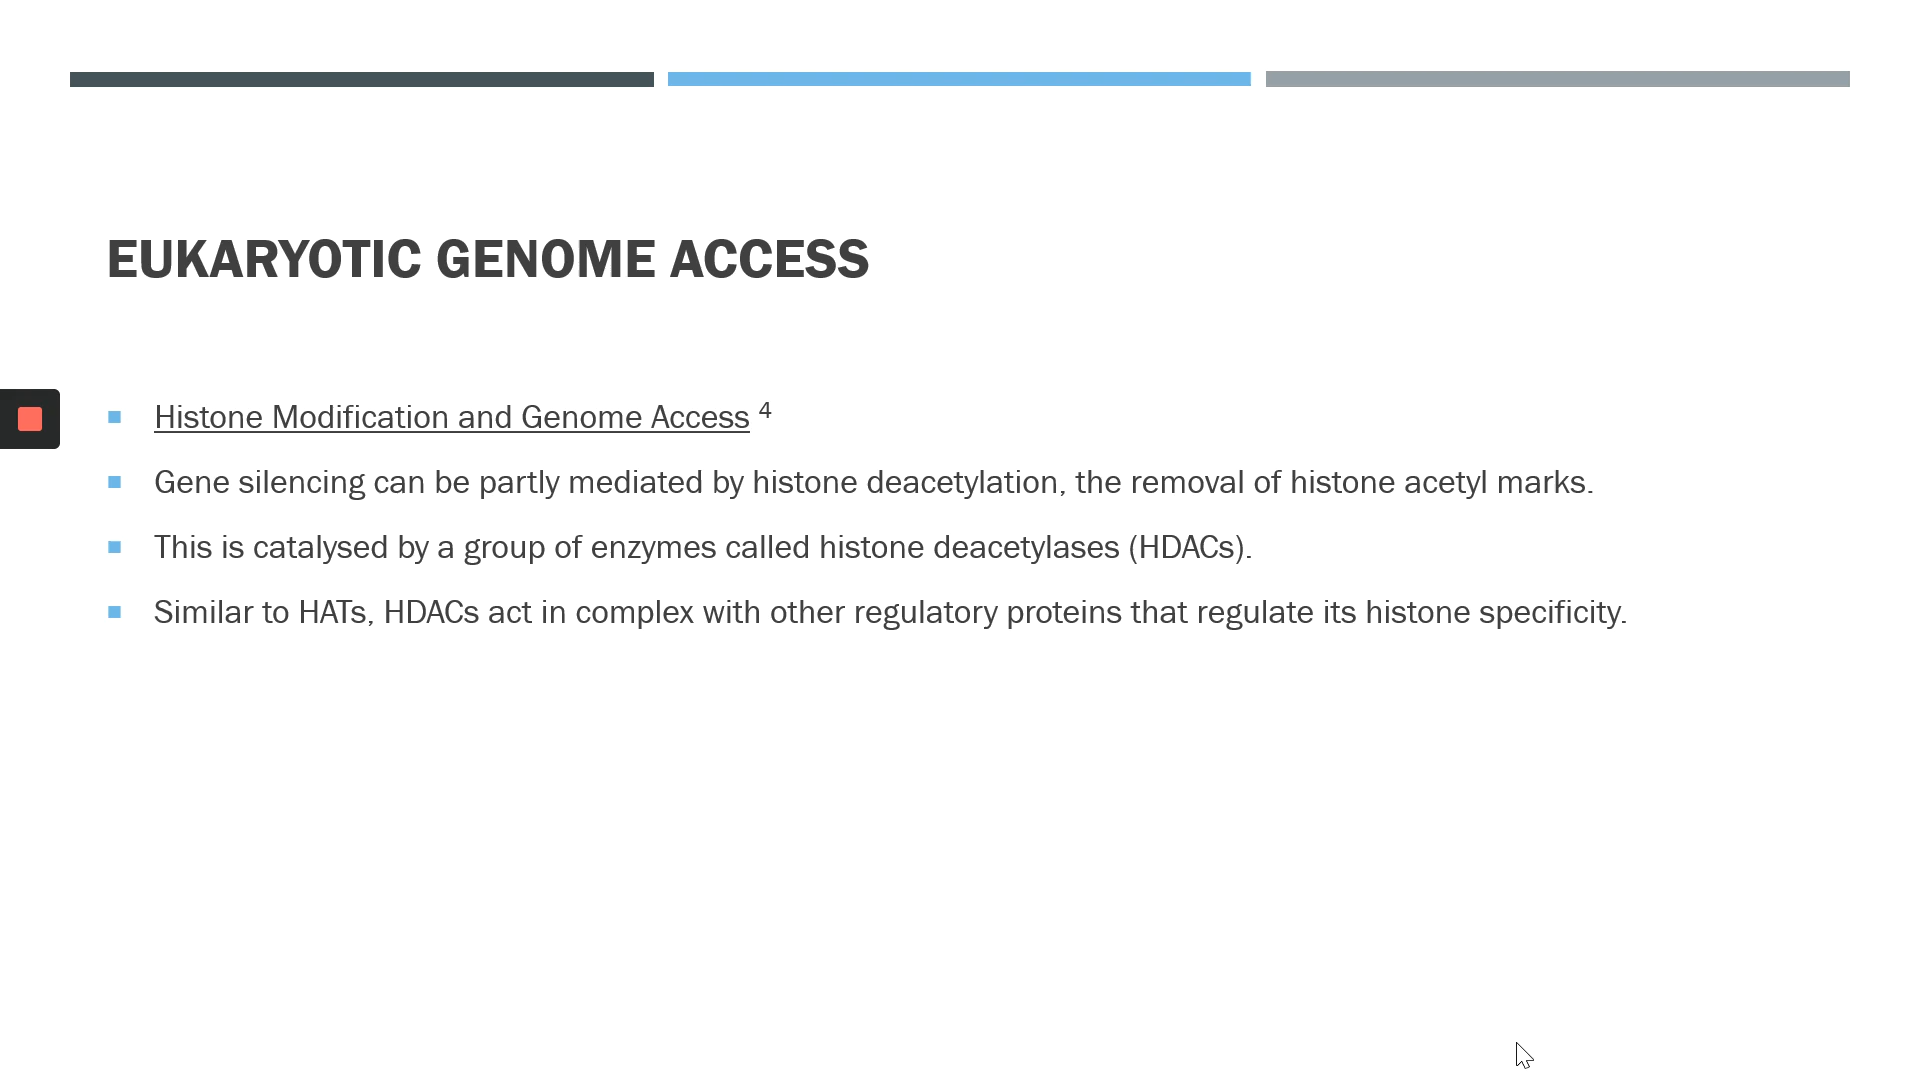 EUKARYOTIC GENOME ACCESS
Histone Modification and Genome Access 4
Gene silencing can be partly mediated by histone deacetylation, the removal of histone acetyl marks.
This is catalysed by a group of enzymes called histone deacetylases (HDACs).
Similar to HATs, HDACs act in complex with other regulatory proteins that regulate its histone specificity.